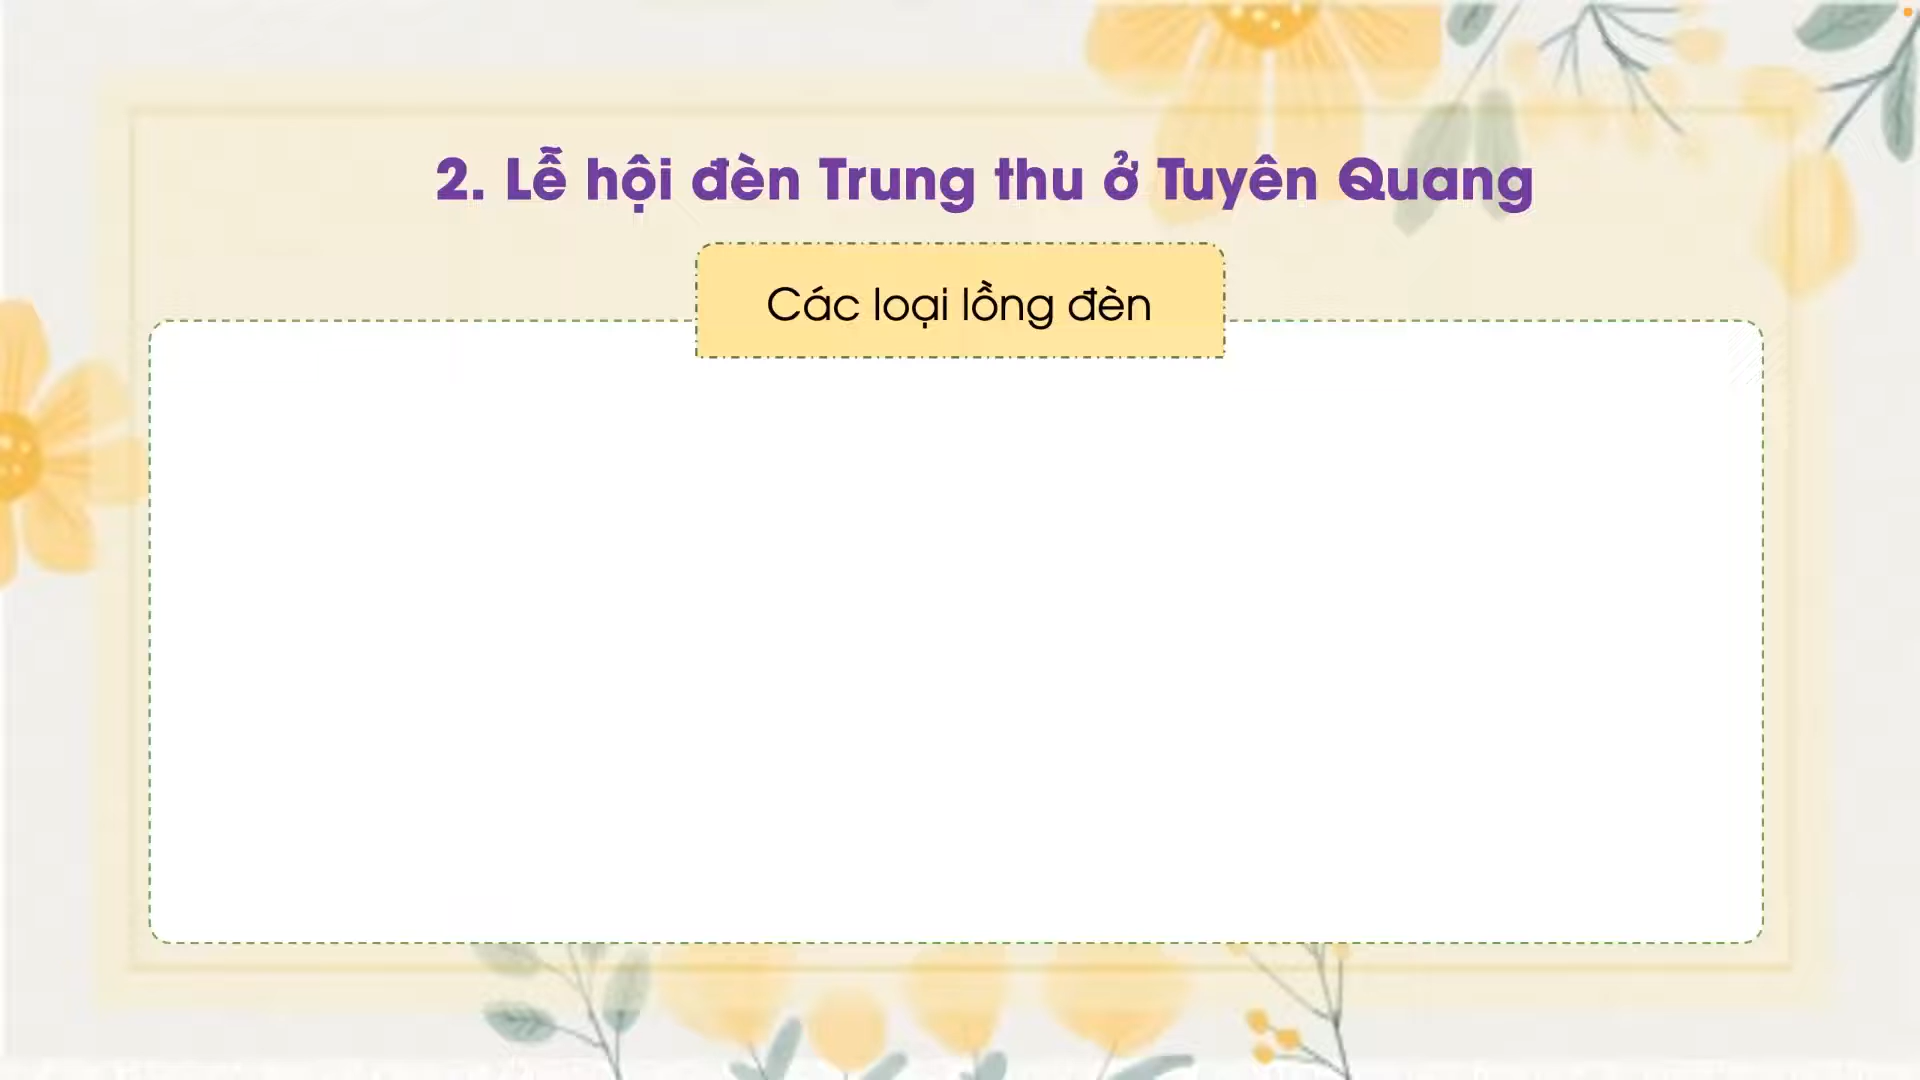 2. Lễ hội đèn Trung thu ở Tuyên Quang
Các loại lồng đèn